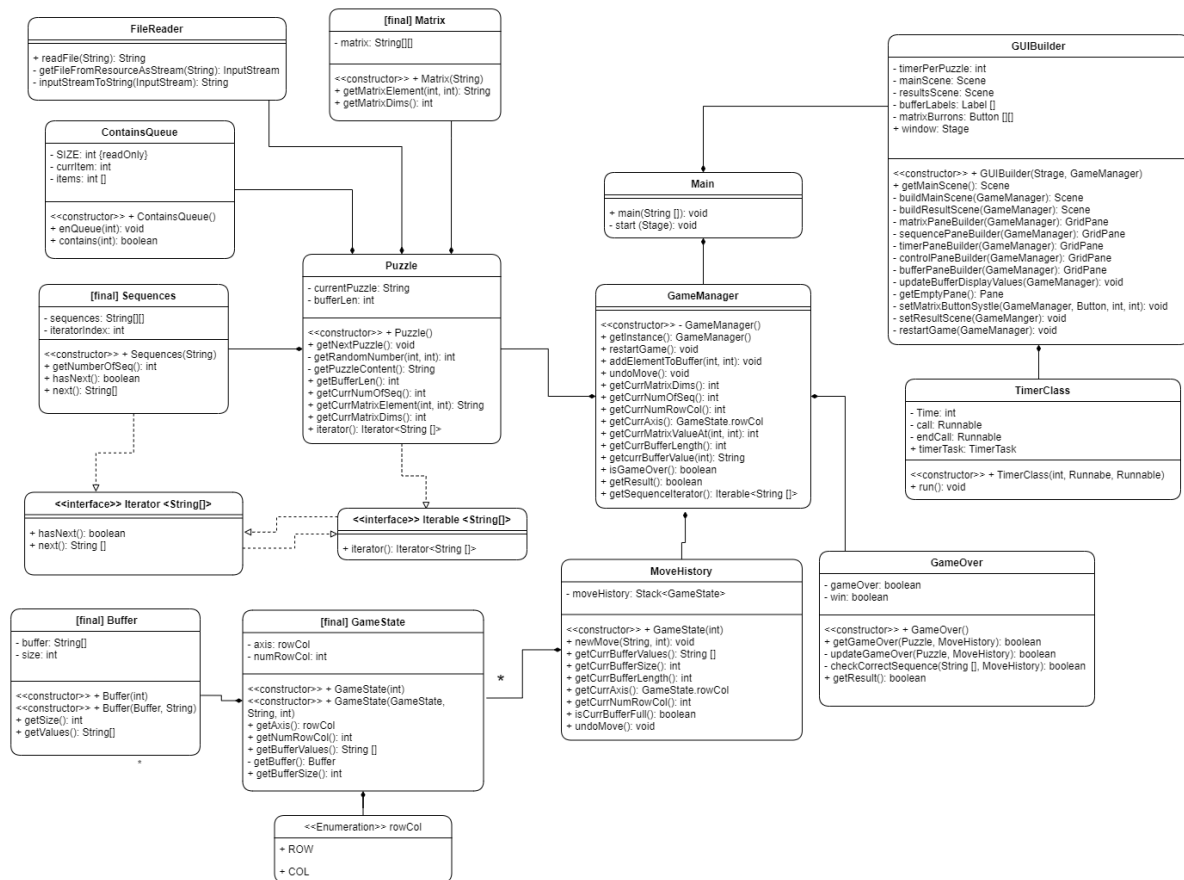 FileReader
+ readFile(String): String
- getFileFromResourceAsStream(String): InputStream
- inputStreamToString(InputStream): String
[final] Matrix
- matrix: String[][]
<<constructor>> + Matrix(String)
+ getMatrixElement(int, int): String
+ getMatrixDims(): int
GUIBuilder
- timerPerPuzzle: int
- mainScene: Scene
- resultsScene: Scene
- bufferLabels: Label []
- matrixBurrons: Button [][]
+ window: Stage
<<constructor>> + GUIBuilder(Strage, GameManager)
+ getMainScene(): Scene
- buildMainScene(GameManager): Scene
- buildResultScene(GameManager): Scene
- matrixPaneBuilder(GameManager): GridPane
- sequencePaneBuilder(GameManager): GridPane
- timerPaneBuilder(GameManager): GridPane
- controlPaneBuilder(GameManager): GridPane
- bufferPaneBuilder(GameManager): GridPane
- updateBufferDisplayValues(GameManager): void
- getEmptyPane(): Pane
- setMatrixButtonSystle(GameManager, Button, int, int): void
- setResultScene(GameManger): void
- restartGame(GameManager): void
ContainsQueue
- SIZE: int {readOnly}
- currItem: int
- items: int []
<<constructor>> + ContainsQueue()
+ enQueue(int): void
+ contains(int): boolean
Main
+ main(String []): void
- start (Stage): void
Puzzle
- currentPuzzle: String
- bufferLen: int
<<constructor>> + Puzzle()
+ getNextPuzzle(): void
- getRandomNumber(int, int): int
- getPuzzleContent(): String
+ getBufferLen(): int
+ getCurrNumOfSeq(): int
+ getCurrMatrixElement(int, int): String
+ getCurrMatrixDims(): int
+ iterator(): Iterator<String []>
[final] Sequences
- sequences: String[][]
- iteratorIndex: int
<<constructor>> + Sequences(String)
+ getNumberOfSeq(): int
+ hasNext(): boolean
+ next(): String[]
GameManager
<<constructor>> - GameManager()
+ getInstance(): GameManager()
+ restartGame(): void
+ addElementToBuffer(int, int): void
+ undoMove(): void
+ getCurrMatrixDims(): int
+ getCurrNumOfSeq(): int
+ getCurrNumRowCol(): int
+ getCurrAxis(): GameState.rowCol
+ getCurrMatrixValueAt(int, int): int
+ getCurrBufferLength(): int
+ getcurrBufferValue(int): String
+ isGameOver(): boolean
+ getResult(): boolean
+ getSequenceIterator(): Iterable<String []>
TimerClass
- Time: int
- call: Runnable
- endCall: Runnable
+ timerTask: TimerTask
<<constructor>> + TimerClass(int, Runnabe, Runnable)
+ run(): void
<<interface>> Iterator <String[]>
+ hasNext(): boolean
+ next(): String []
<<interface>> Iterable <String[]>
+ iterator(): Iterator<String []>
MoveHistory
- moveHistory: Stack<GameState>
<<constructor>> + GameState(int)
+ newMove(String, int): void
+ getCurrBufferValues(): String []
+ getCurrBufferSize(): int
+ getCurrBufferLength(): int
+ getCurrAxis(): GameState.rowCol
+ getCurrNumRowCol(): int
+ isCurrBufferFull(): boolean
+ undoMove(): void
GameOver
- gameOver: boolean
- win: boolean
<<constructor>> + GameOver()
+ getGameOver(Puzzle, MoveHistory): boolean
- updateGameOver(Puzzle, MoveHistory): boolean
- checkCorrectSequence(String [], MoveHistory): boolean
+ getResult(): boolean
[final] Buffer
- buffer: String[]
- size: int
<<constructor>> + Buffer(int)
<<constructor>> + Buffer(Buffer, String)
+ getSize(): int
+ getValues(): String[]
*
[final] GameState
- axis: rowCol
- numRowCol: int
<<constructor>> + GameState(int)
<<constructor>> + GameState(GameState,
String, int)
+ getAxis(): rowCol
+ getNumRowCol(): int
+ getBufferValues(): String []
- getBuffer(): Buffer
+ getBufferSize(): int
*
<<Enumeration>> rowCol
+ ROW
+ COL